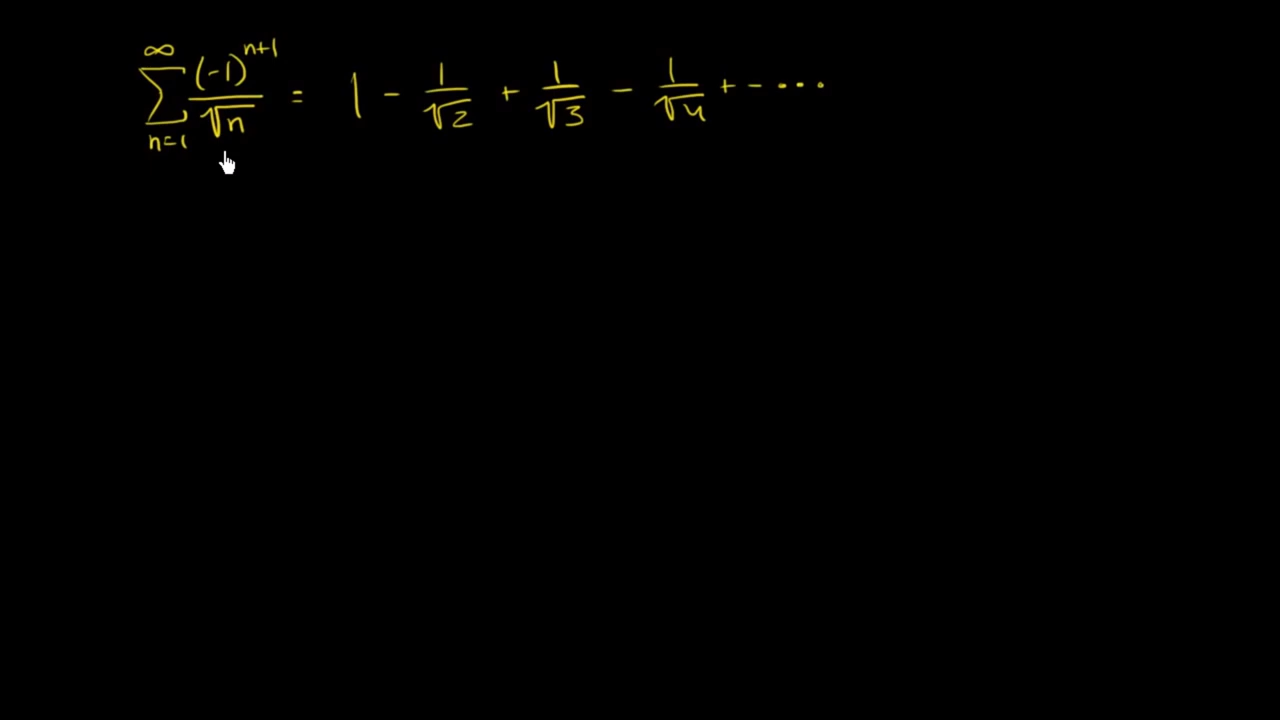 ∞
∑ (-1)^{n+1}/√n = 1 - 1/√2 + 1/√3 - 1/√4 + - ····
n=1